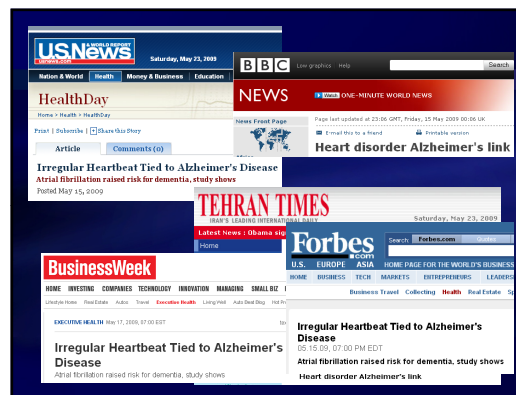 U.S.News
& WORLD REPORT
usnews.com
Saturday, May 23, 2009
Nation & World Health Money & Business Education
HealthDay
Home > Health > HealthDay
Print | Subscribe | + Share this Story
Article Comments (0)
Irregular Heartbeat Tied to Alzheimer's Disease
Atrial fibrillation raised risk for dementia, study shows
Posted May 15, 2009
BBC Low graphics Help Search
NEWS Watch ONE-MINUTE WORLD NEWS
News Front Page
Page last updated at 23:06 GMT, Friday, 15 May 2009 00:06 UK
E-mail this to a friend Printable version
Heart disorder Alzheimer's link
TEHRAN TIMES
IRAN'S LEADING INTERNATIONAL DAILY
Saturday, May 23, 2009
Latest News : Obama sig
Home
Forbes
.com
Search: Forbes.com Quotes
U.S. EUROPE ASIA HOME PAGE FOR THE WORLD'S BUSINESS
HOME BUSINESS TECH MARKETS ENTREPRENEURS LEADERS
Business Travel Collecting Health Real Estate Sp
Irregular Heartbeat Tied to Alzheimer's
Disease
05.15.09, 07:00 PM EDT
Atrial fibrillation raised risk for dementia, study shows
Heart disorder Alzheimer's link
BusinessWeek
HOME INVESTING COMPANIES TECHNOLOGY INNOVATION MANAGING SMALL BIZ
Lifestyle Home Real Estate Autos Travel Executive Health Living Well Auto Deal Blog Hot Pr
EXECUTIVE HEALTH May 17, 2009, 07:00 EST
Irregular Heartbeat Tied to Alzheimer's
Disease
Atrial fibrillation raised risk for dementia, study shows